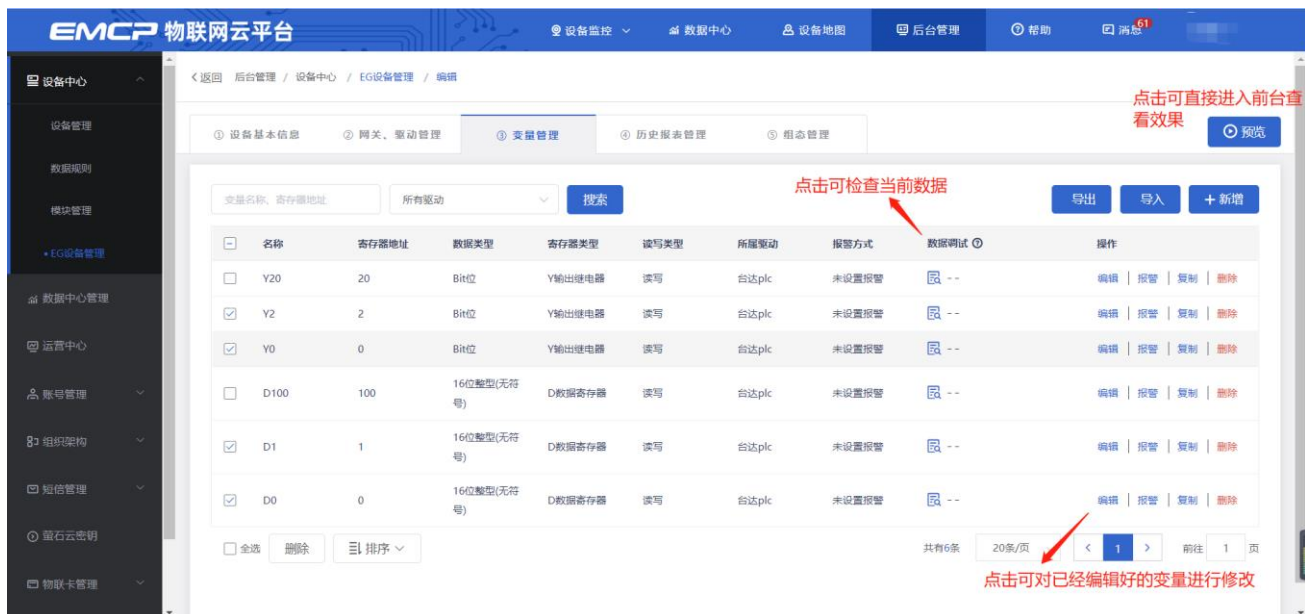 EMCP 物联网云平台
设备监控
数据中心
设备地图
后台管理
帮助
消息
61
设备中心
设备管理
数据规则
模块管理
EG设备管理
数据中心管理
运营中心
账号管理
组织架构
短信管理
萤石云密钥
物联卡管理
<返回 后台管理 / 设备中心 / EG设备管理 / 编辑
点击可直接进入前台查
看效果
① 设备基本信息 ② 网关、驱动管理 ③ 变量管理 ④ 历史报表管理 ⑤ 组态管理
预览
点击可检查当前数据
变量名称、寄存器地址 所有驱动 搜索 导出 导入 +新增
名称 寄存器地址 数据类型 寄存器类型 读写类型 所属驱动 报警方式 数据调试 操作
Y20 20 Bit位 Y输出继电器 读写 台达plc 未设置报警 -- 编辑 | 报警 | 复制 | 删除
Y2 2 Bit位 Y输出继电器 读写 台达plc 未设置报警 -- 编辑 | 报警 | 复制 | 删除
Y0 0 Bit位 Y输出继电器 读写 台达plc 未设置报警 -- 编辑 | 报警 | 复制 | 删除
D100 100 16位整型(无符 D数据寄存器 读写 台达plc 未设置报警 -- 编辑 | 报警 | 复制 | 删除
号)
D1 1 16位整型(无符 D数据寄存器 读写 台达plc 未设置报警 -- 编辑 | 报警 | 复制 | 删除
号)
D0 0 16位整型(无符 D数据寄存器 读写 台达plc 未设置报警 -- 编辑 | 报警 | 复制 | 删除
号)
全选 删除 排序 共有6条 20条/页 < 1 > 前往 1 页
点击可对已经编辑好的变量进行修改